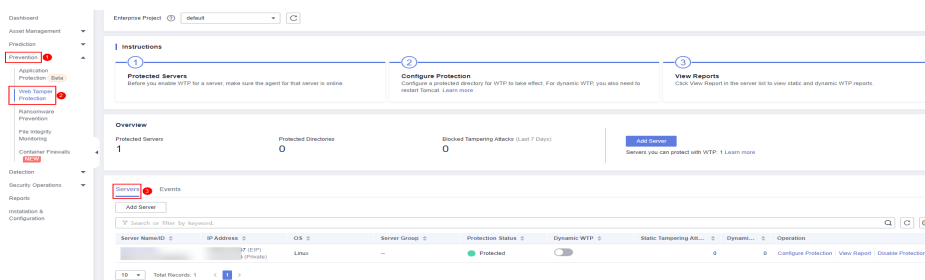 Dashboard
Asset Management
Prediction
Prevention 1
Application
Protection Beta
Web Tamper
Protection 2
Ransomware
Prevention
File Integrity
Monitoring
Container Firewalls
NEW
Detection
Security Operations
Reports
Installation &
Configuration
Enterprise Project default
Instructions
1 2 3
Protected Servers Configure Protection View Reports
Before you enable WTP for a server, make sure the agent for that server is online. Configure a protected directory for WTP to take effect. For dynamic WTP, you also need to Click View Report in the server list to view static and dynamic WTP reports.
restart Tomcat. Learn more
Overview
Protected Servers Protected Directories Blocked Tampering Attacks (Last 7 Days) Add Server
1 0 0 Servers you can protect with WTP: 1 Learn more
Servers 3 Events
Add Server
Search or filter by keyword.
Server Name/ID IP Address OS Server Group Protection Status Dynamic WTP Static Tampering Att... Dynami... Operation
(EIP)
(Private) Linux -- Protected 0 0 Configure Protection View Report Disable Protection
10 Total Records: 1 < 1 >